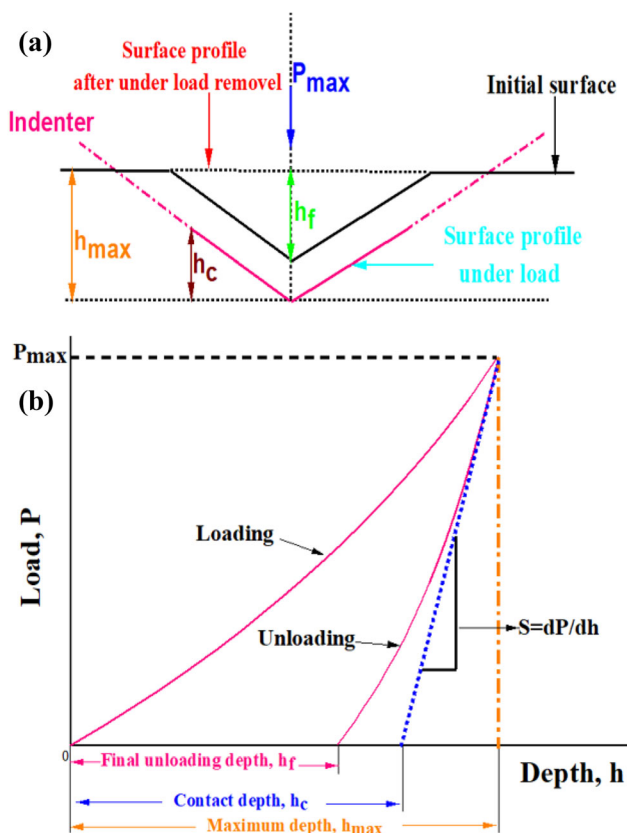 (a)
Surface profile
after under load removel
Pmax
Initial surface
Indenter
hmax
hf
hc
Surface profile
under load
Pmax
(b)
Load, P
Loading
Unloading
S=dP/dh
0
Final unloading depth, hf
Depth, h
Contact depth, hc
Maximum depth, hmax